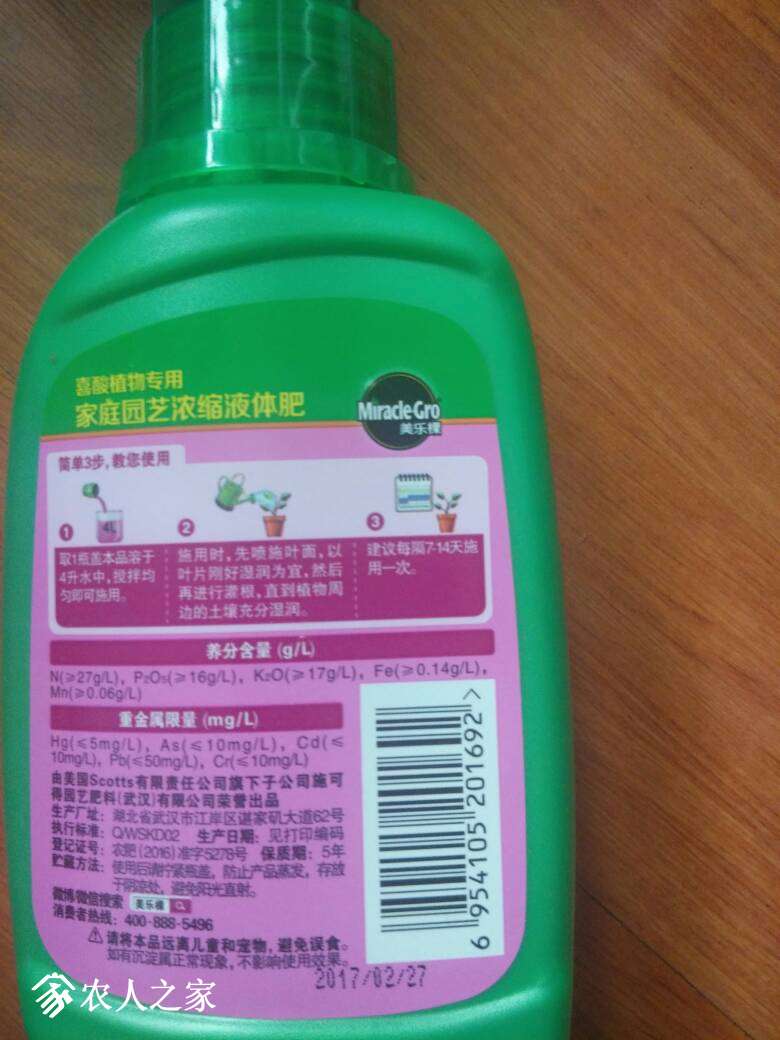 喜酸植物专用
家庭园艺浓缩液体肥
Miracle-Gro
美乐棵
简单3步,教您使用
4L
1
取1瓶盖本品溶于
4升水中,搅拌均
匀即可施用。
2
施用时,先喷施叶面,以
叶片刚好湿润为宜,然后
再进行灌根,直到植物周
边的土壤充分湿润。
3
建议每隔7-14天施
用一次。
养分含量 (g/L)
N(≥27g/L), P₂O₅(≥16g/L), K₂O(≥17g/L), Fe(≥0.14g/L),
Mn(≥0.06g/L)
重金属限量 (mg/L)
Hg(≤5mg/L), As(≤10mg/L), Cd(≤
10mg/L), Pb(≤50mg/L), Cr(≤10mg/L)
由美国Scotts有限责任公司旗下子公司施可
得园艺肥料(武汉)有限公司荣誉出品
生产厂址: 湖北省武汉市江岸区谌家矶大道62号
执行标准: Q/WSKD02 生产日期: 见打印编码
登记证号: 农肥(2016)准字5278号 保质期: 5年
贮藏方法: 使用后请拧紧瓶盖, 防止产品蒸发, 存放
于阴凉处, 避免阳光直射。
微博/微信搜索 美乐棵
消费者热线: 400-888-5496
请将本品远离儿童和宠物, 避免误食。
如有沉淀属正常现象, 不影响使用效果。
2017/02/27
6 954105 201692 >
农人之家